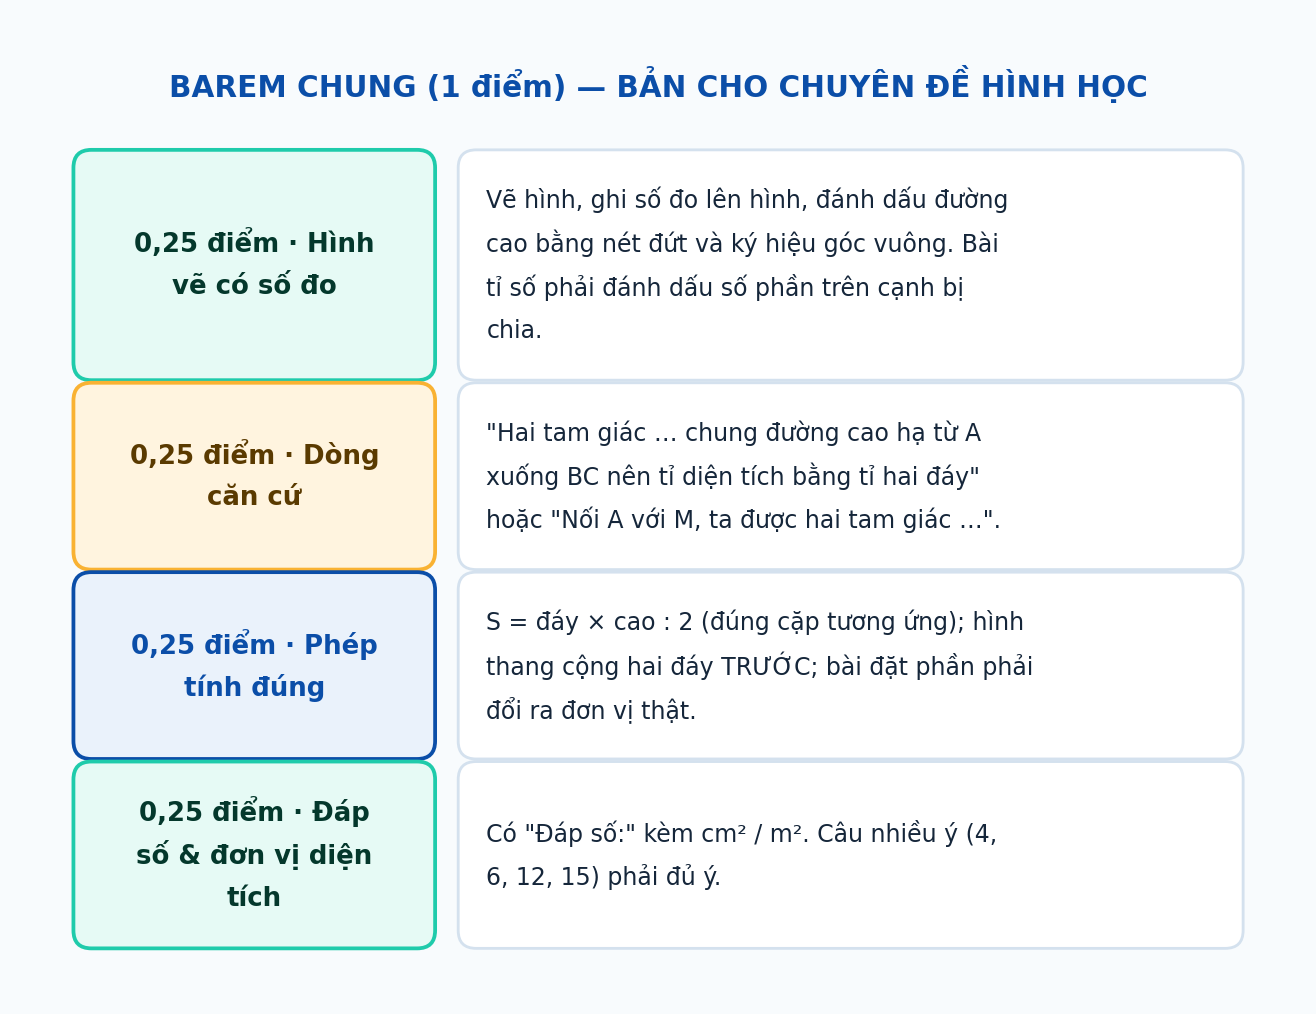 BAREM CHUNG (1 điểm) — BẢN CHO CHUYÊN ĐỀ HÌNH HỌC
0,25 điểm · Hình
vẽ có số đo
Vẽ hình, ghi số đo lên hình, đánh dấu đường
cao bằng nét đứt và ký hiệu góc vuông. Bài
tỉ số phải đánh dấu số phần trên cạnh bị
chia.
0,25 điểm · Dòng
căn cứ
"Hai tam giác … chung đường cao hạ từ A
xuống BC nên tỉ diện tích bằng tỉ hai đáy"
hoặc "Nối A với M, ta được hai tam giác …".
0,25 điểm · Phép
tính đúng
S = đáy × cao : 2 (đúng cặp tương ứng); hình
thang cộng hai đáy TRƯỚC; bài đặt phần phải
đổi ra đơn vị thật.
0,25 điểm · Đáp
số & đơn vị diện
tích
Có "Đáp số:" kèm cm² / m². Câu nhiều ý (4,
6, 12, 15) phải đủ ý.